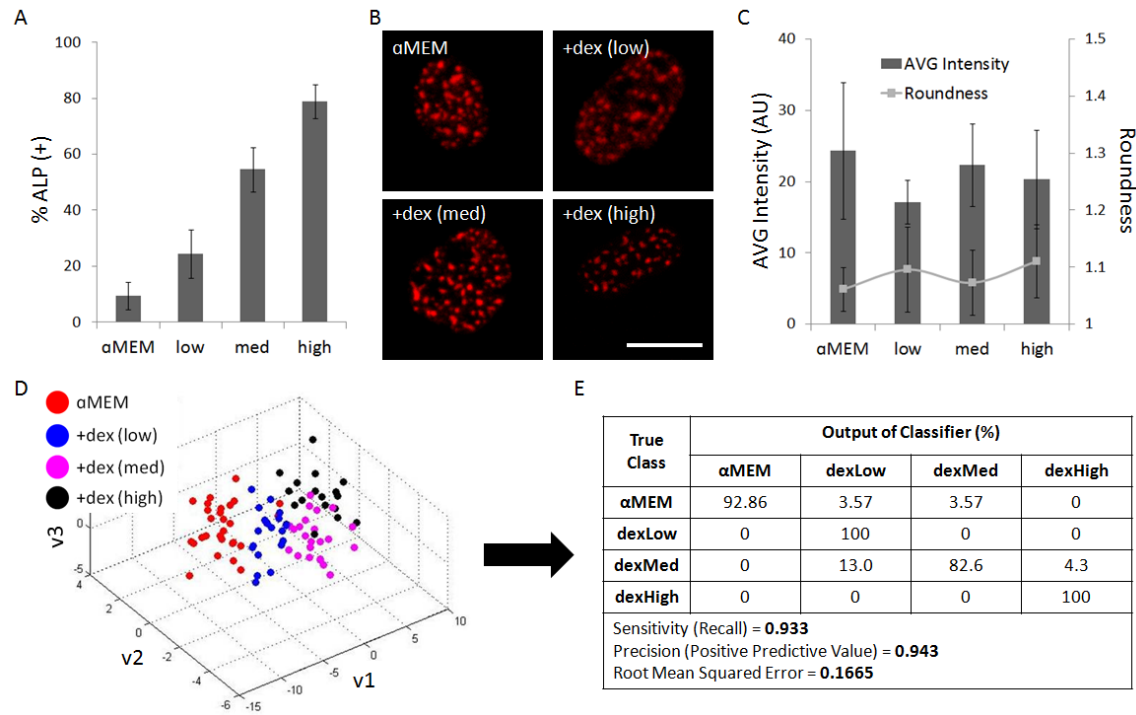 A
100
80
60
40
20
0
% ALP (+)
αMEM low med high
B
αMEM
+dex (low)
+dex (med)
+dex (high)
C
40
30
20
10
0
AVG Intensity (AU)
AVG Intensity
Roundness
1.5
1.4
1.3
1.2
1.1
1
Roundness
αMEM low med high
D
αMEM
+dex (low)
+dex (med)
+dex (high)
v3
0
-5
4
2
0
-2
-4
-6
v2
-15
-10
-5
0
5
10
v1
E
True Class
Output of Classifier (%)
αMEM dexLow dexMed dexHigh
αMEM 92.86 3.57 3.57 0
dexLow 0 100 0 0
dexMed 0 13.0 82.6 4.3
dexHigh 0 0 0 100
Sensitivity (Recall) = 0.933
Precision (Positive Predictive Value) = 0.943
Root Mean Squared Error = 0.1665